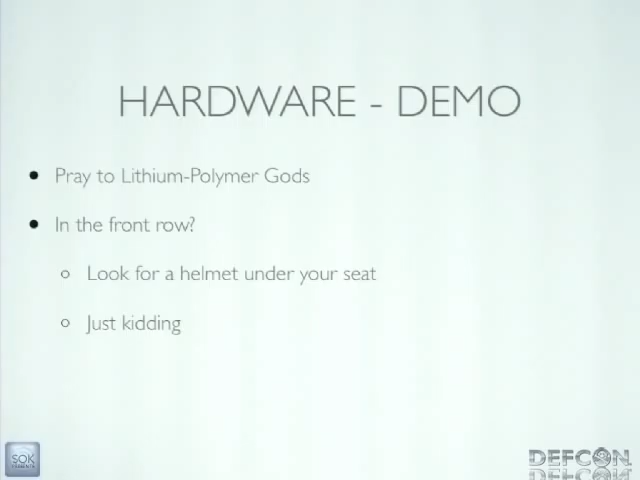 HARDWARE - DEMO
Pray to Lithium-Polymer Gods
In the front row?
Look for a helmet under your seat
Just kidding
SOK
DEFCON